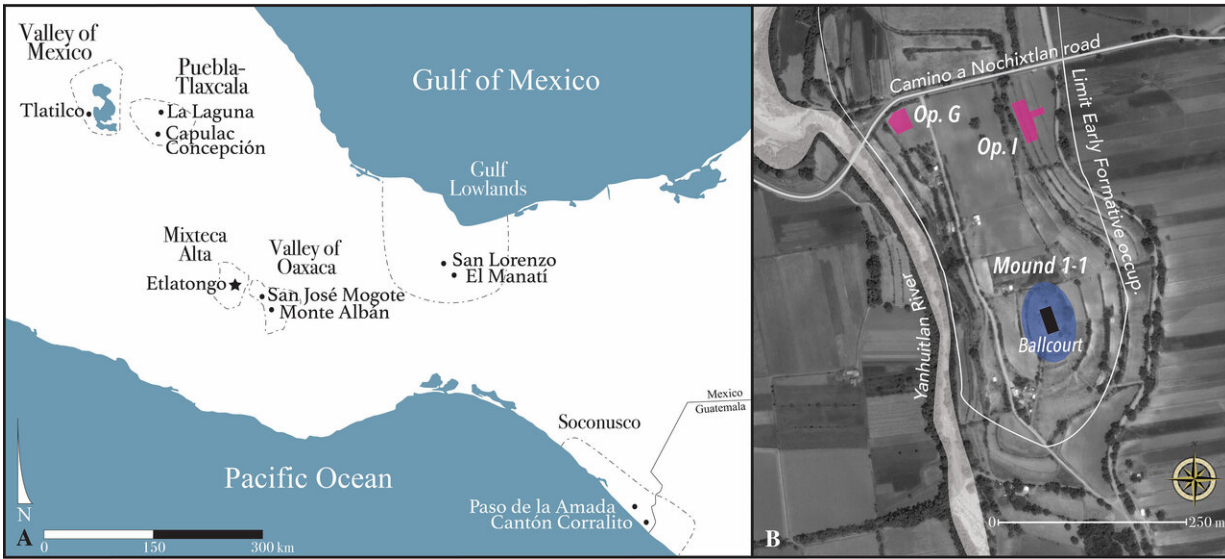 Valley of
Mexico
Puebla-
Tlaxcala
Tlatilco
La Laguna
Capulac
Concepción
Gulf of Mexico
Gulf
Lowlands
Mixteca
Alta
Valley of
Oaxaca
Etlatongo
San José Mogote
Monte Albán
San Lorenzo
El Manatí
Soconusco
Mexico
Guatemala
Pacific Ocean
Paso de la Amada
Cantón Corralito
N
A
0
150
300 km
Camino a Nochixtlan road
Op. G
Op. I
Limit Early Formative occup.
Mound 1-1
Ballcourt
Yanhuitlan River
B
0
250 m